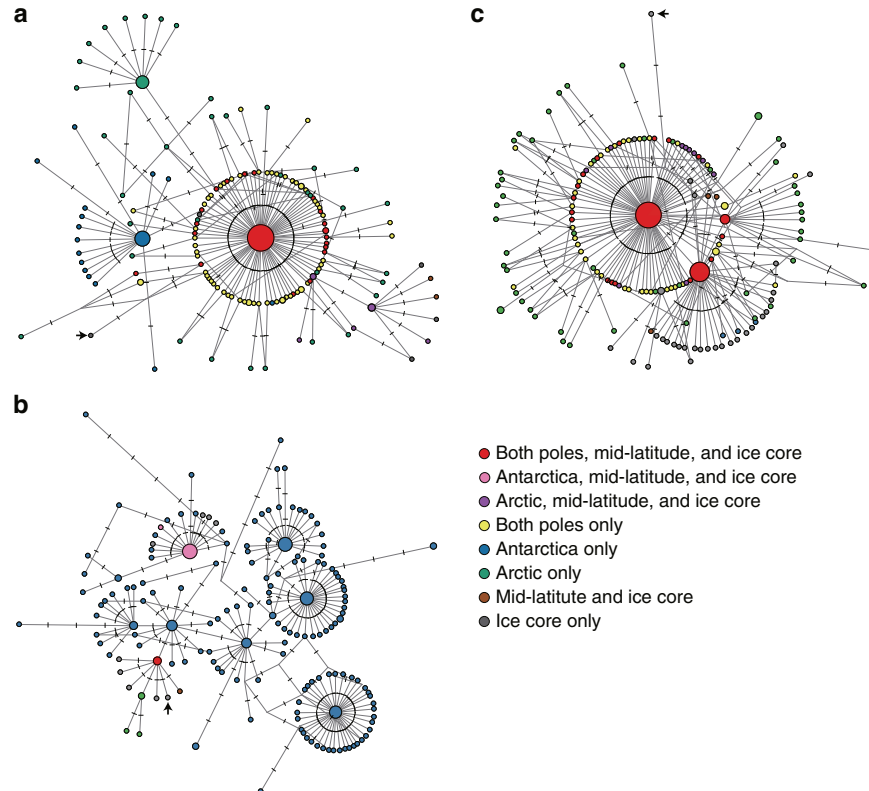 a
c
b
Both poles, mid-latitude, and ice core
Antarctica, mid-latitude, and ice core
Arctic, mid-latitude, and ice core
Both poles only
Antarctica only
Arctic only
Mid-latitute and ice core
Ice core only